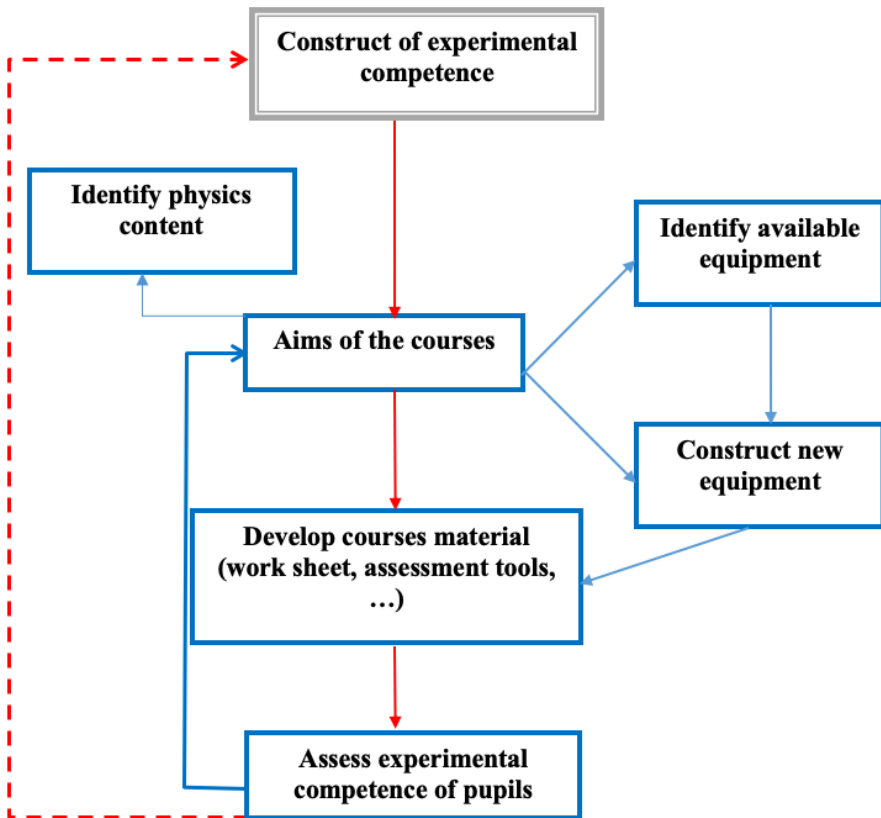 Construct of experimental
competence
Identify physics
content
Identify available
equipment
Aims of the courses
Construct new
equipment
Develop courses material
(work sheet, assessment tools,
…)
Assess experimental
competence of pupils